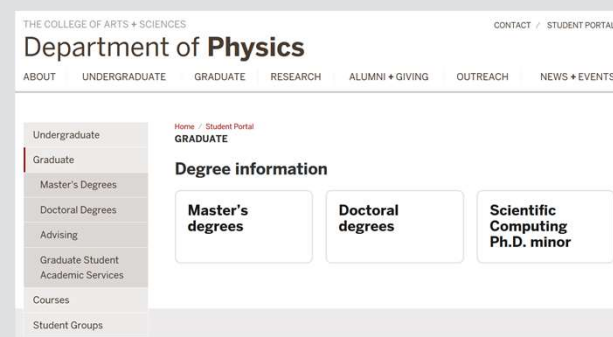 THE COLLEGE OF ARTS + SCIENCES
CONTACT / STUDENT PORTAL
Department of Physics
ABOUT UNDERGRADUATE GRADUATE RESEARCH ALUMNI + GIVING OUTREACH NEWS + EVENTS
Undergraduate
Graduate
Master's Degrees
Doctoral Degrees
Advising
Graduate Student
Academic Services
Courses
Student Groups
Home / Student Portal
GRADUATE
Degree information
Master's
degrees
Doctoral
degrees
Scientific
Computing
Ph.D. minor